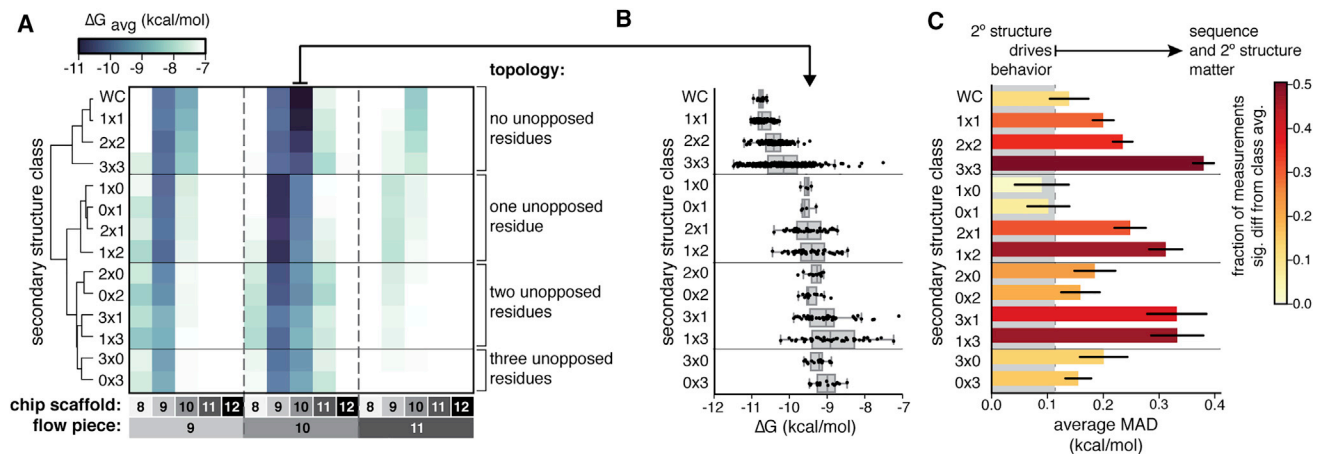 A
ΔG avg (kcal/mol)
-11 -10 -9 -8 -7
topology:
secondary structure class
WC
1x1
2x2
3x3
1x0
0x1
2x1
1x2
2x0
0x2
3x1
1x3
3x0
0x3
no unopposed
residues
one unopposed
residue
two unopposed
residues
three unopposed
residues
chip scaffold: 8 9 10 11 12 8 9 10 11 12 8 9 10 11 12
flow piece: 9 10 11
B
secondary structure class
WC
1x1
2x2
3x3
1x0
0x1
2x1
1x2
2x0
0x2
3x1
1x3
3x0
0x3
-12 -11 -10 -9 -8 -7
ΔG (kcal/mol)
C
2º structure
drives
behavior
sequence
and 2º structure
matter
secondary structure class
WC
1x1
2x2
3x3
1x0
0x1
2x1
1x2
2x0
0x2
3x1
1x3
3x0
0x3
0.0 0.1 0.2 0.3 0.4
average MAD
(kcal/mol)
fraction of measurements
sig. diff from class avg.
0.5
0.4
0.3
0.2
0.1
0.0